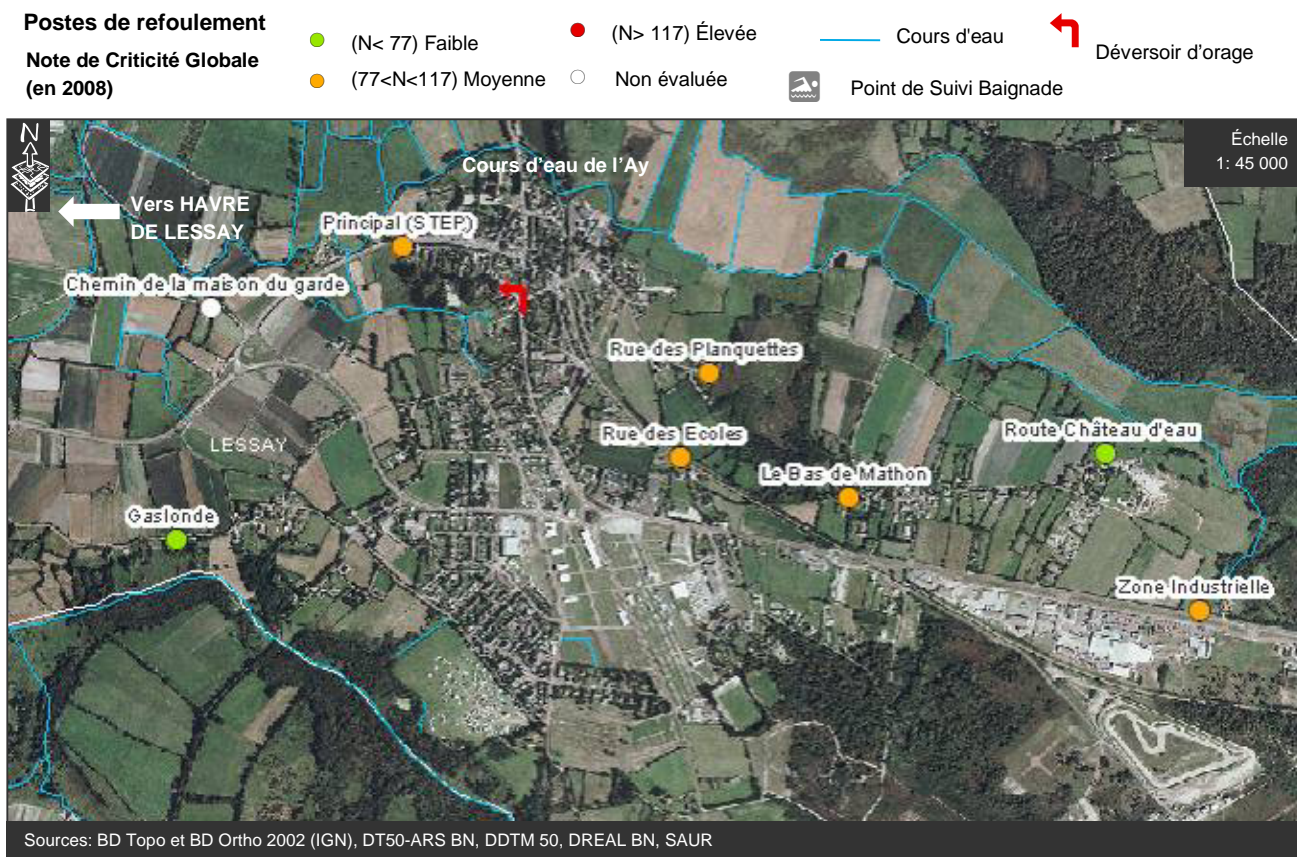 Postes de refoulement
Note de Criticité Globale
(en 2008)
(N< 77) Faible
(77<N<117) Moyenne
(N> 117) Élevée
Non évaluée
Cours d'eau
Point de Suivi Baignade
Déversoir d'orage
N
Échelle
1: 45 000
Cours d'eau de l'Ay
Vers HAVRE
DE LESSAY
Principal (STEP)
Chemin de la maison du garde
Rue des Planquettes
Rue des Ecoles
Route Château d'eau
LESSAY
Le Bas de Mathon
Gaslonde
Zone Industrielle
Sources: BD Topo et BD Ortho 2002 (IGN), DT50-ARS BN, DDTM 50, DREAL BN, SAUR